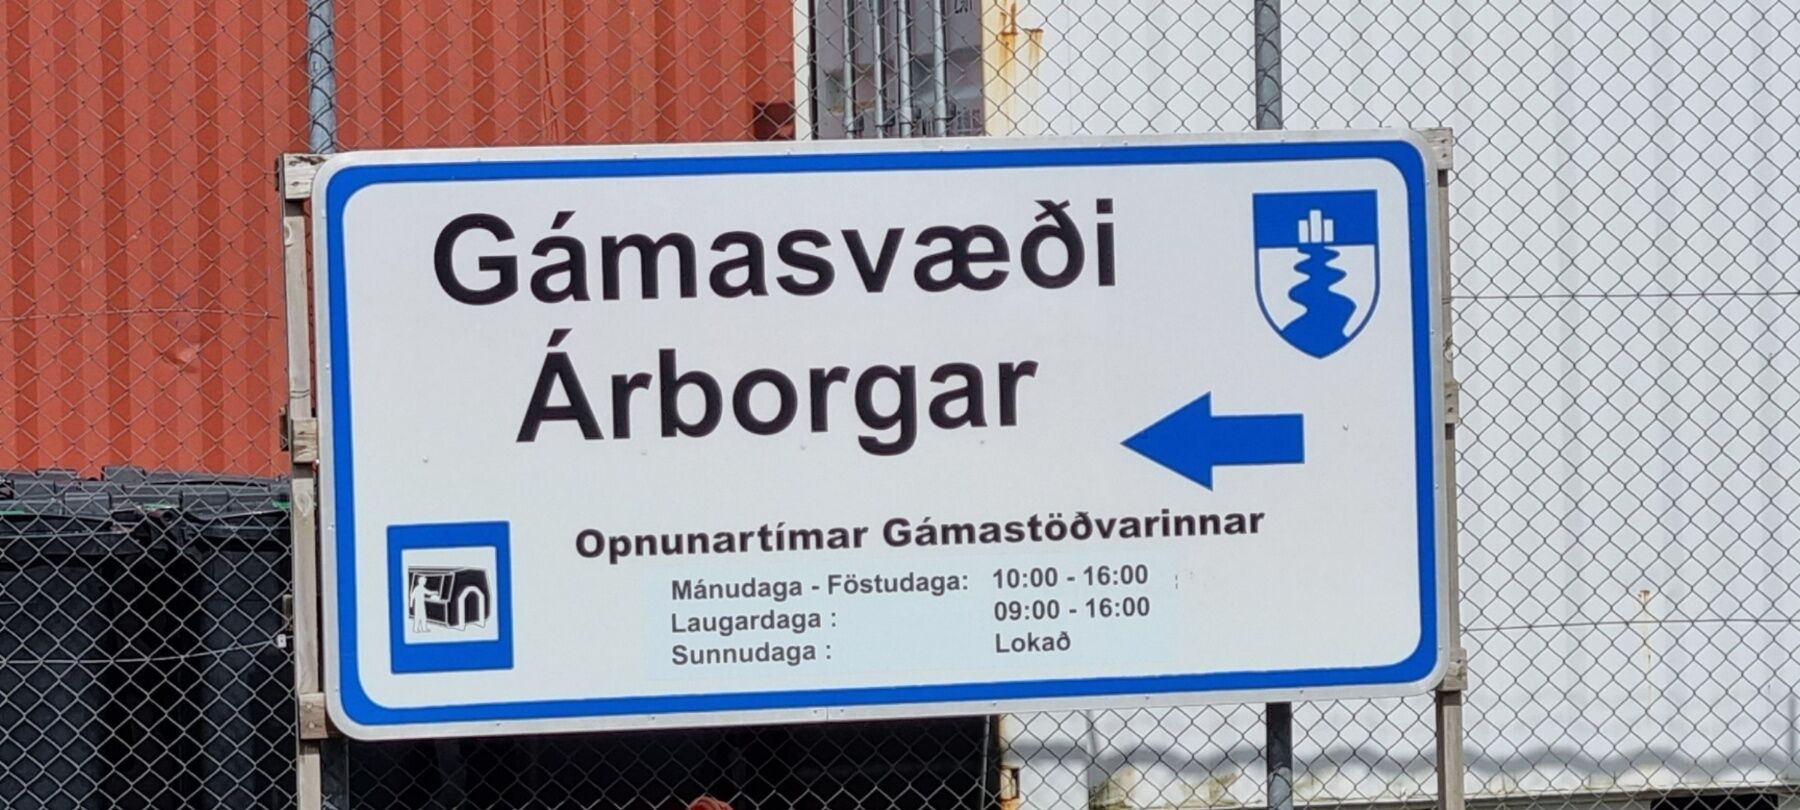 Gámasvæði
Árborgar
Opnunartímar Gámastöðvarinnar
Mánudaga - Föstudaga: 10:00 - 16:00
Laugardaga : 09:00 - 16:00
Sunnudaga : Lokað